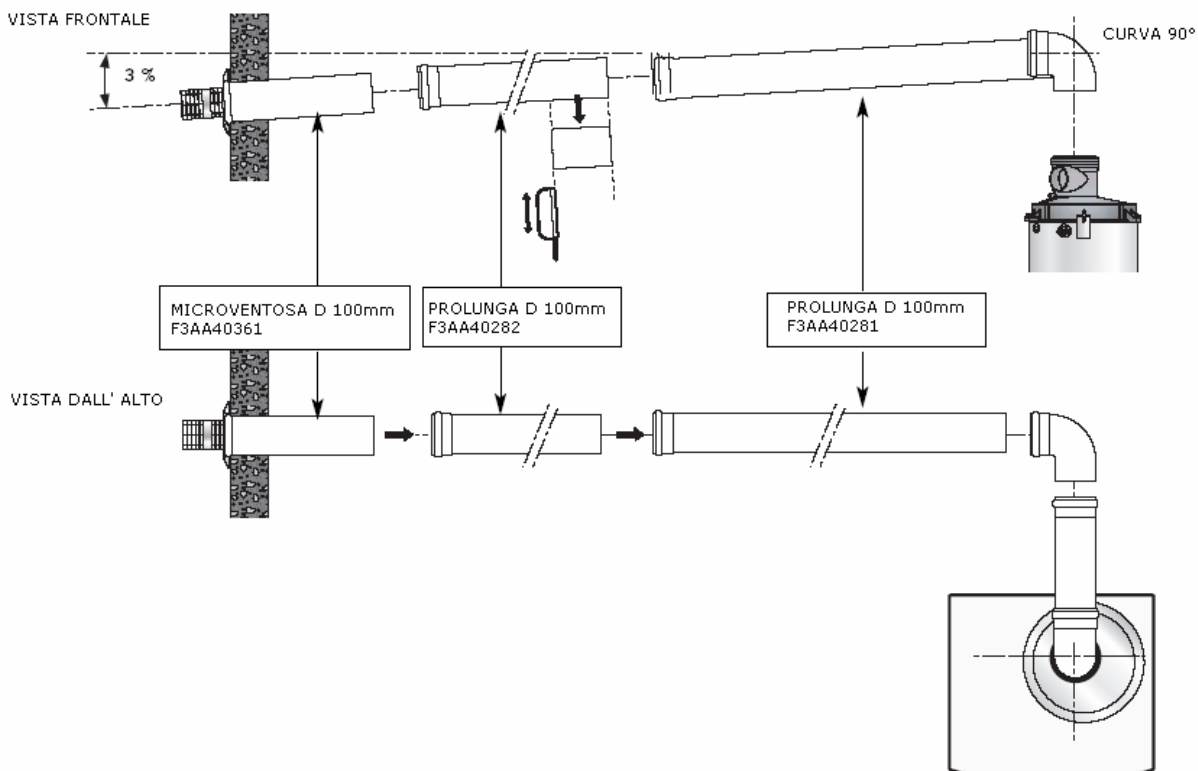 VISTA FRONTALE
CURVA 90°
3 %
MICROVENTOSA D 100mm
F3AA40361
PROLUNGA D 100mm
F3AA40282
PROLUNGA D 100mm
F3AA40281
VISTA DALL' ALTO